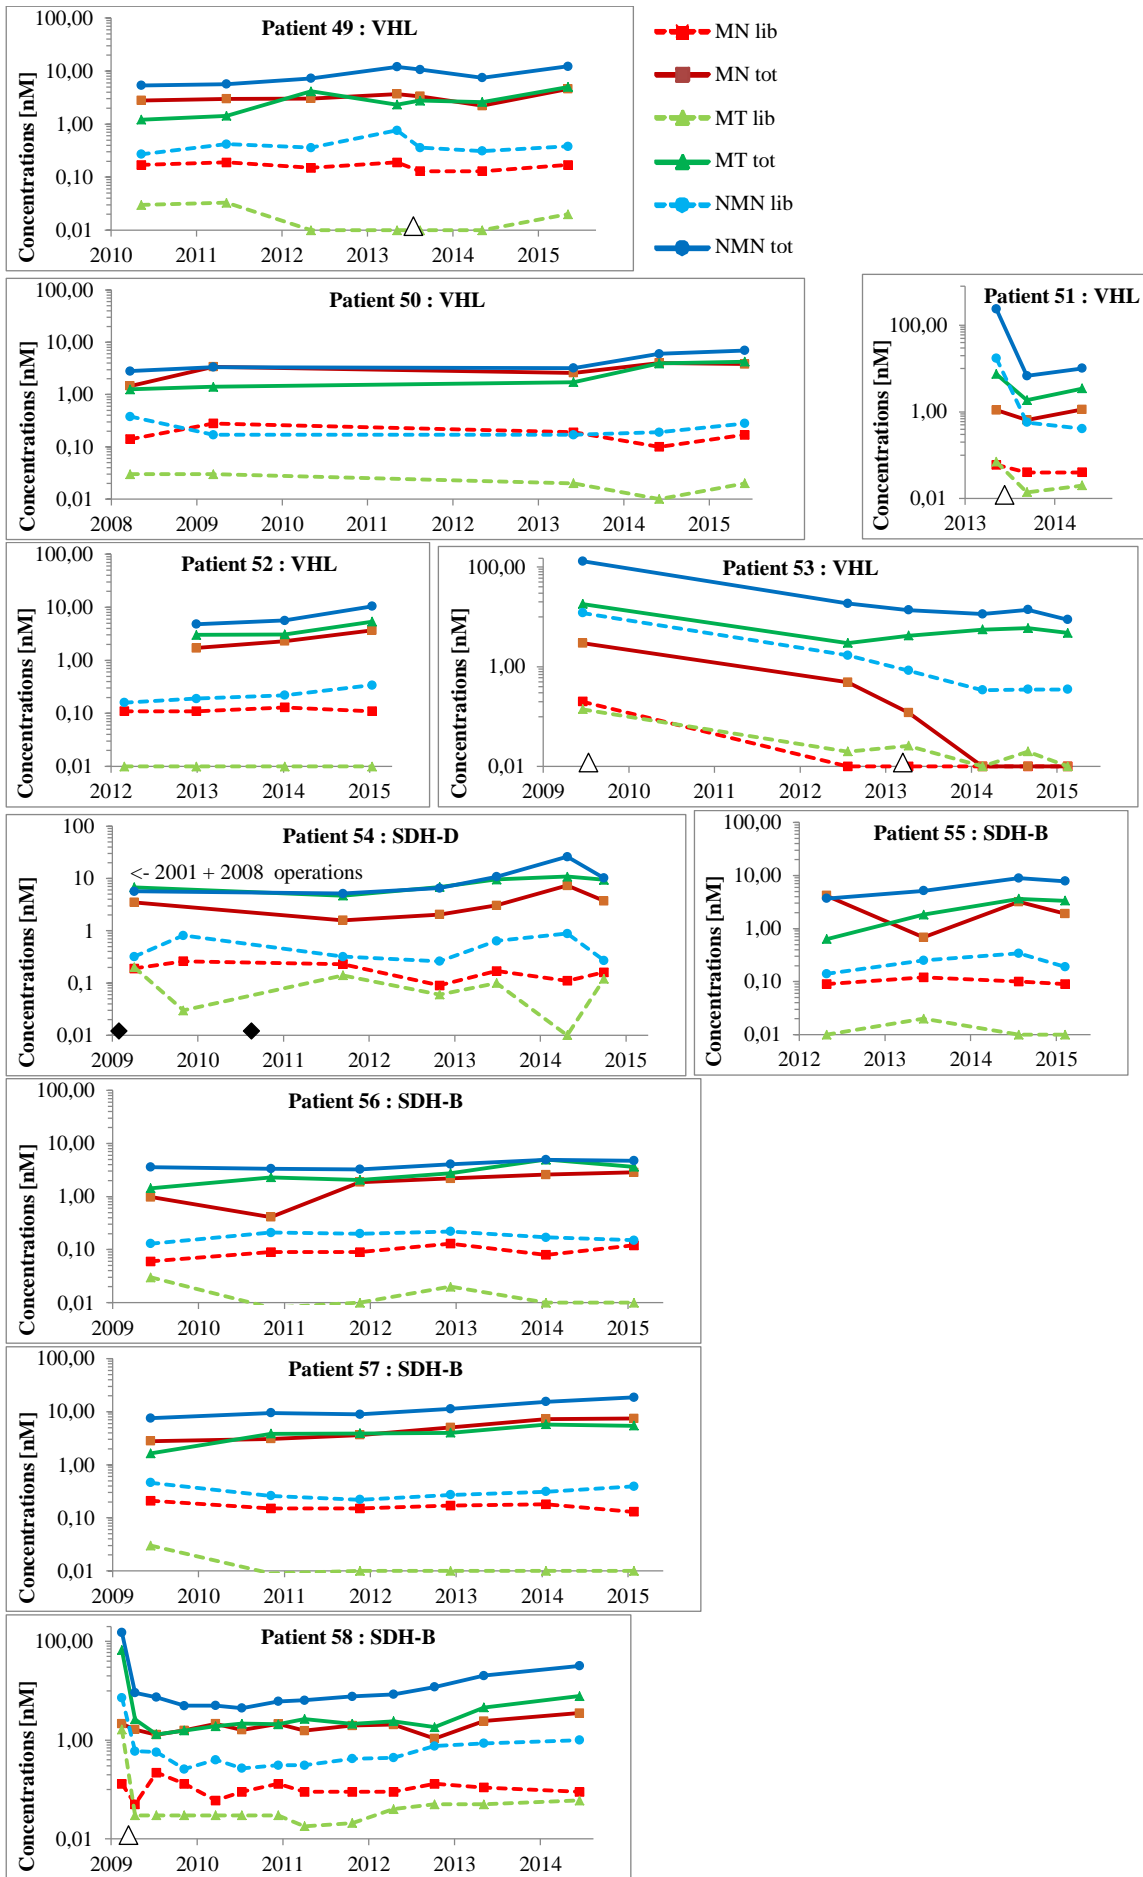 Patient 49 : VHL
Concentrations [nM]
100,00
10,00
1,00
0,10
0,01
2010 2011 2012 2013 2014 2015
MN lib
MN tot
MT lib
MT tot
NMN lib
NMN tot
Patient 50 : VHL
Concentrations [nM]
100,00
10,00
1,00
0,10
0,01
2008 2009 2010 2011 2012 2013 2014 2015
Patient 51 : VHL
Concentrations [nM]
100,00
1,00
0,01
2013 2014
Patient 52 : VHL
Concentrations [nM]
100,00
10,00
1,00
0,10
0,01
2012 2013 2014 2015
Patient 53 : VHL
Concentrations [nM]
100,00
1,00
0,01
2009 2010 2011 2012 2013 2014 2015
Patient 54 : SDH-D
<- 2001 + 2008 operations
Concentrations [nM]
100
10
1
0,1
0,01
2009 2010 2011 2012 2013 2014 2015
Patient 55 : SDH-B
Concentrations [nM]
100,00
10,00
1,00
0,10
0,01
2012 2013 2014 2015
Patient 56 : SDH-B
Concentrations [nM]
100,00
10,00
1,00
0,10
0,01
2009 2010 2011 2012 2013 2014 2015
Patient 57 : SDH-B
Concentrations [nM]
100,00
10,00
1,00
0,10
0,01
2009 2010 2011 2012 2013 2014 2015
Patient 58 : SDH-B
Concentrations [nM]
100,00
1,00
0,01
2009 2010 2011 2012 2013 2014